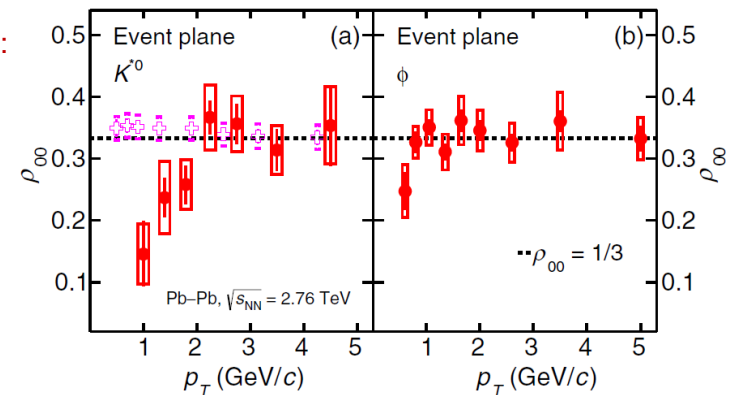 :
Event plane (a)
K*0
ρ00
0.5
0.4
0.3
0.2
0.1
Pb–Pb, √sNN = 2.76 TeV
1 2 3 4 5
pT (GeV/c)
Event plane (b)
ϕ
ρ00 = 1/3
0.5
0.4
0.3
0.2
0.1
ρ00
1 2 3 4 5
pT (GeV/c)